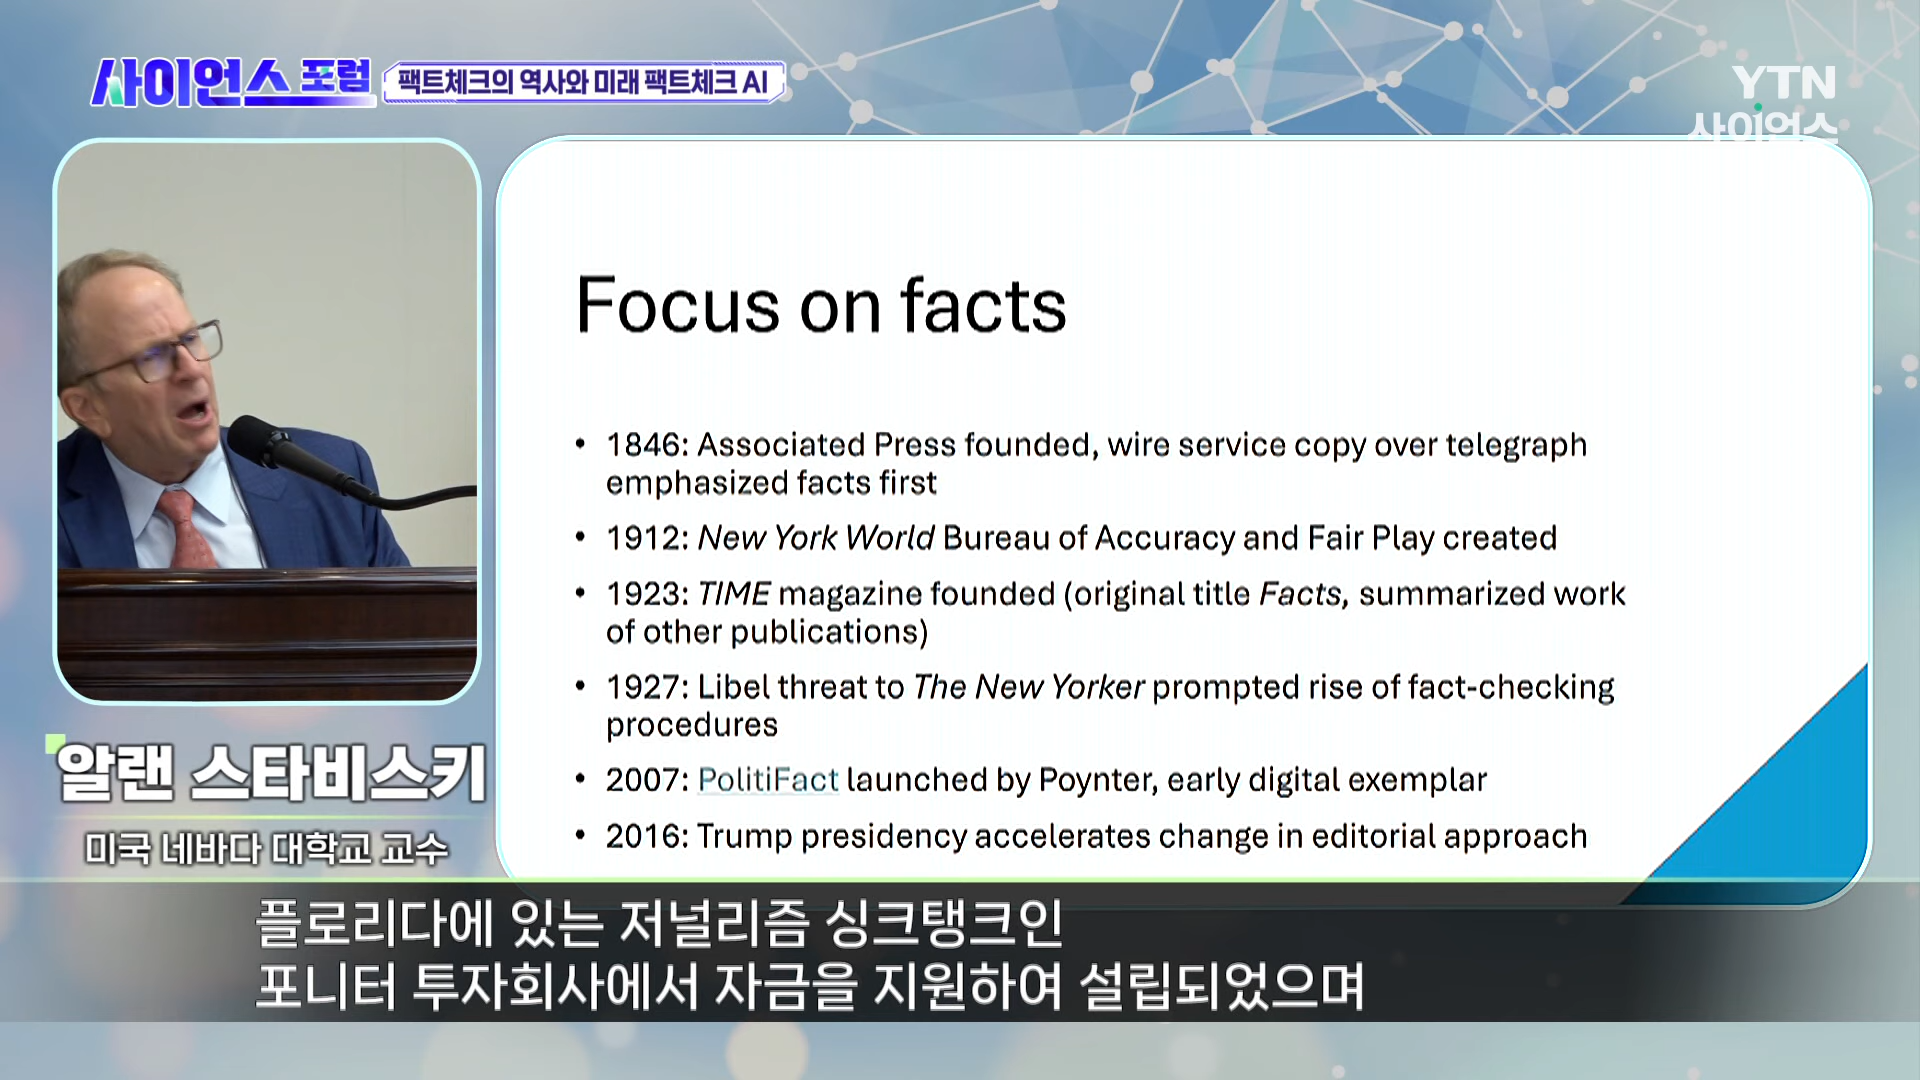 사이언스 포럼 팩트체크의 역사와 미래 팩트체크 AI
YTN
사이언스
Focus on facts
• 1846: Associated Press founded, wire service copy over telegraph
emphasized facts first
• 1912: New York World Bureau of Accuracy and Fair Play created
• 1923: TIME magazine founded (original title Facts, summarized work
of other publications)
• 1927: Libel threat to The New Yorker prompted rise of fact-checking
procedures
• 2007: PolitiFact launched by Poynter, early digital exemplar
• 2016: Trump presidency accelerates change in editorial approach
알랜 스타비스키
미국 네바다 대학교 교수
플로리다에 있는 저널리즘 싱크탱크인
포니터 투자회사에서 자금을 지원하여 설립되었으며